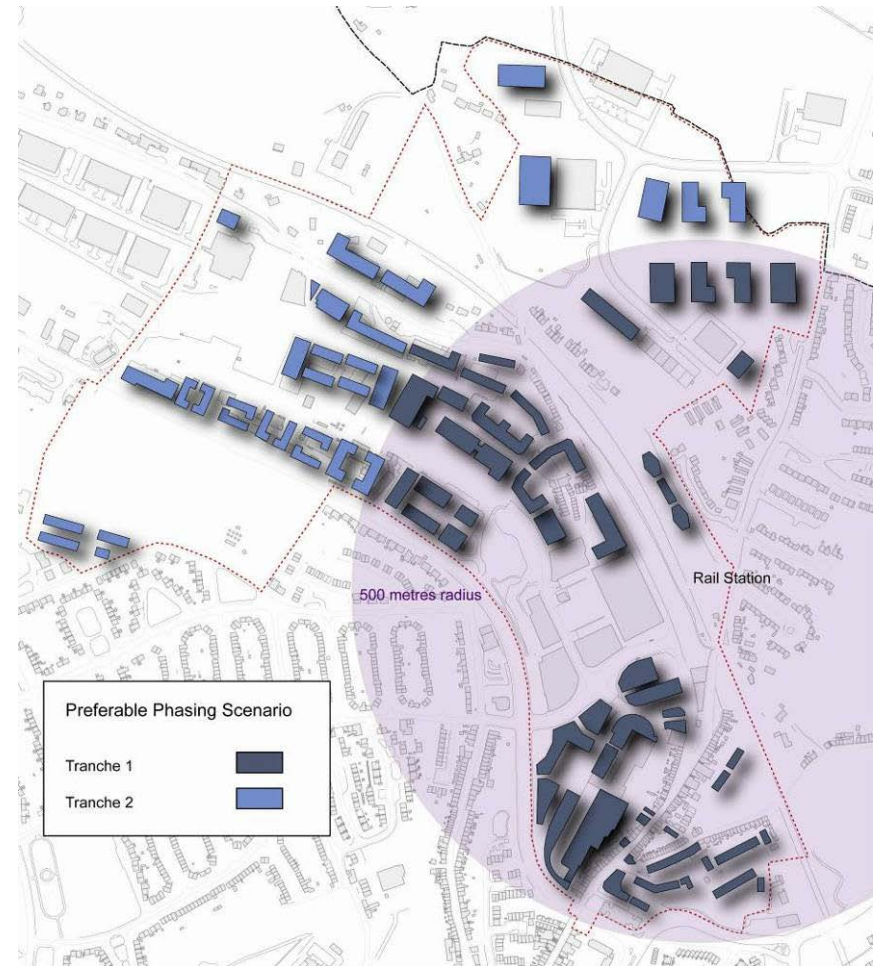 Rail Station
500 metres radius
Preferable Phasing Scenario
Tranche 1
Tranche 2